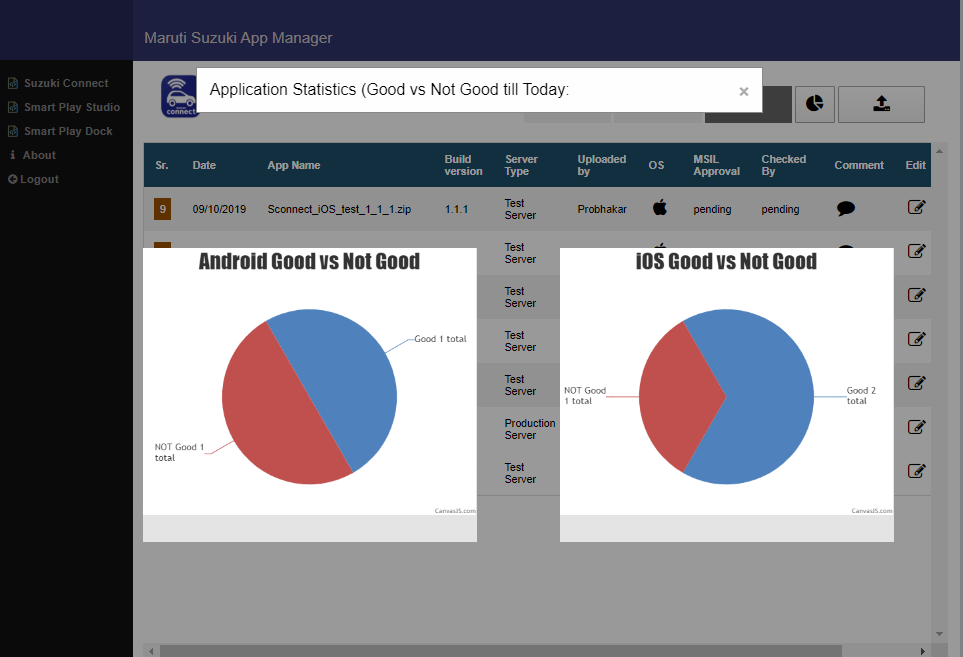 Maruti Suzuki App Manager
Suzuki Connect
Smart Play Studio
Smart Play Dock
About
Logout
connect
Application Statistics (Good vs Not Good till Today:
×
Sr.
Date
App Name
Build
version
Server
Type
Uploaded
by
OS
MSIL
Approval
Checked
By
Comment
Edit
9
09/10/2019
Sconnect_iOS_test_1_1_1.zip
1.1.1
Test
Server
Probhakar
pending
pending
Test
Server
Test
Server
Test
Server
Test
Server
Production
Server
Test
Server
Android Good vs Not Good
Good 1 total
NOT Good 1
total
CanvasJS.com
iOS Good vs Not Good
NOT Good
1 total
Good 2
total
CanvasJS.com